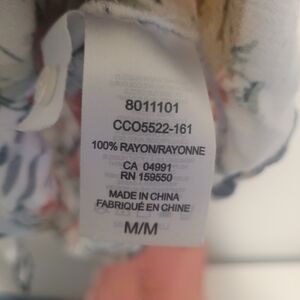 8011101
CCO5522-161
100% RAYON/RAYONNE
CA 04991
RN 159550
MADE IN CHINA
FABRIQUÉ EN CHINE
M/M